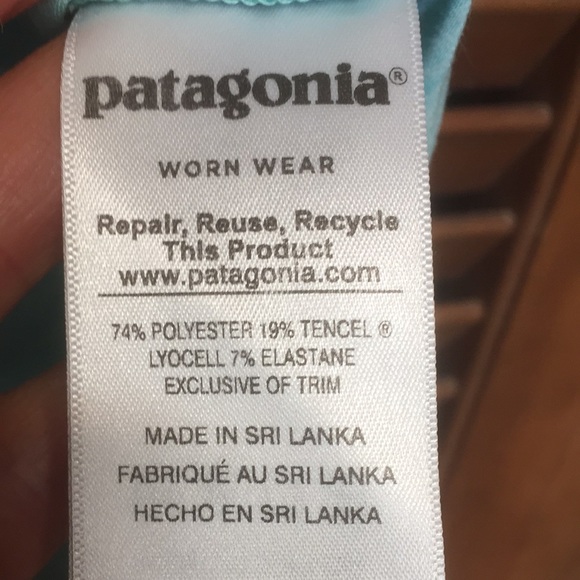 patagonia®
WORN WEAR
Repair, Reuse, Recycle
This Product
www.patagonia.com
74% POLYESTER 19% TENCEL ®
LYOCELL 7% ELASTANE
EXCLUSIVE OF TRIM
MADE IN SRI LANKA
FABRIQUÉ AU SRI LANKA
HECHO EN SRI LANKA